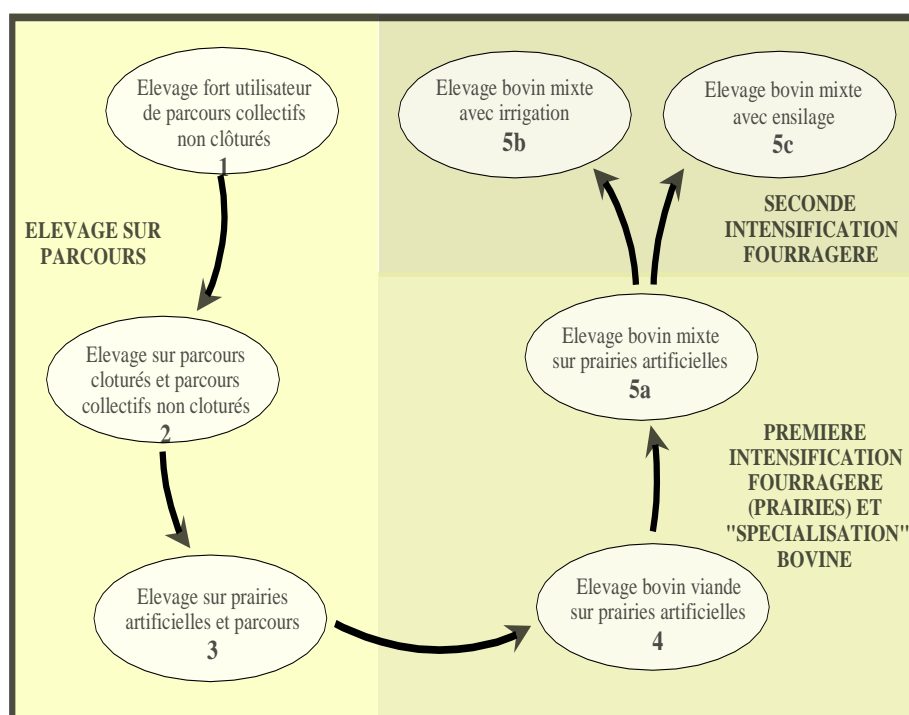 Elevage fort utilisateur
de parcours collectifs
non clôturés
1
ELEVAGE SUR
PARCOURS
Elevage sur parcours
cloturés et parcours
collectifs non cloturés
2
Elevage sur prairies
artificielles et parcours
3
Elevage bovin mixte
avec irrigation
5b
Elevage bovin mixte
avec ensilage
5c
SECONDE
INTENSIFICATION
FOURRAGERE
Elevage bovin mixte
sur prairies artificielles
5a
PREMIERE
INTENSIFICATION
FOURRAGERE
(PRAIRIES) ET
"SPECIALISATION"
BOVINE
Elevage bovin viande
sur prairies artificielles
4